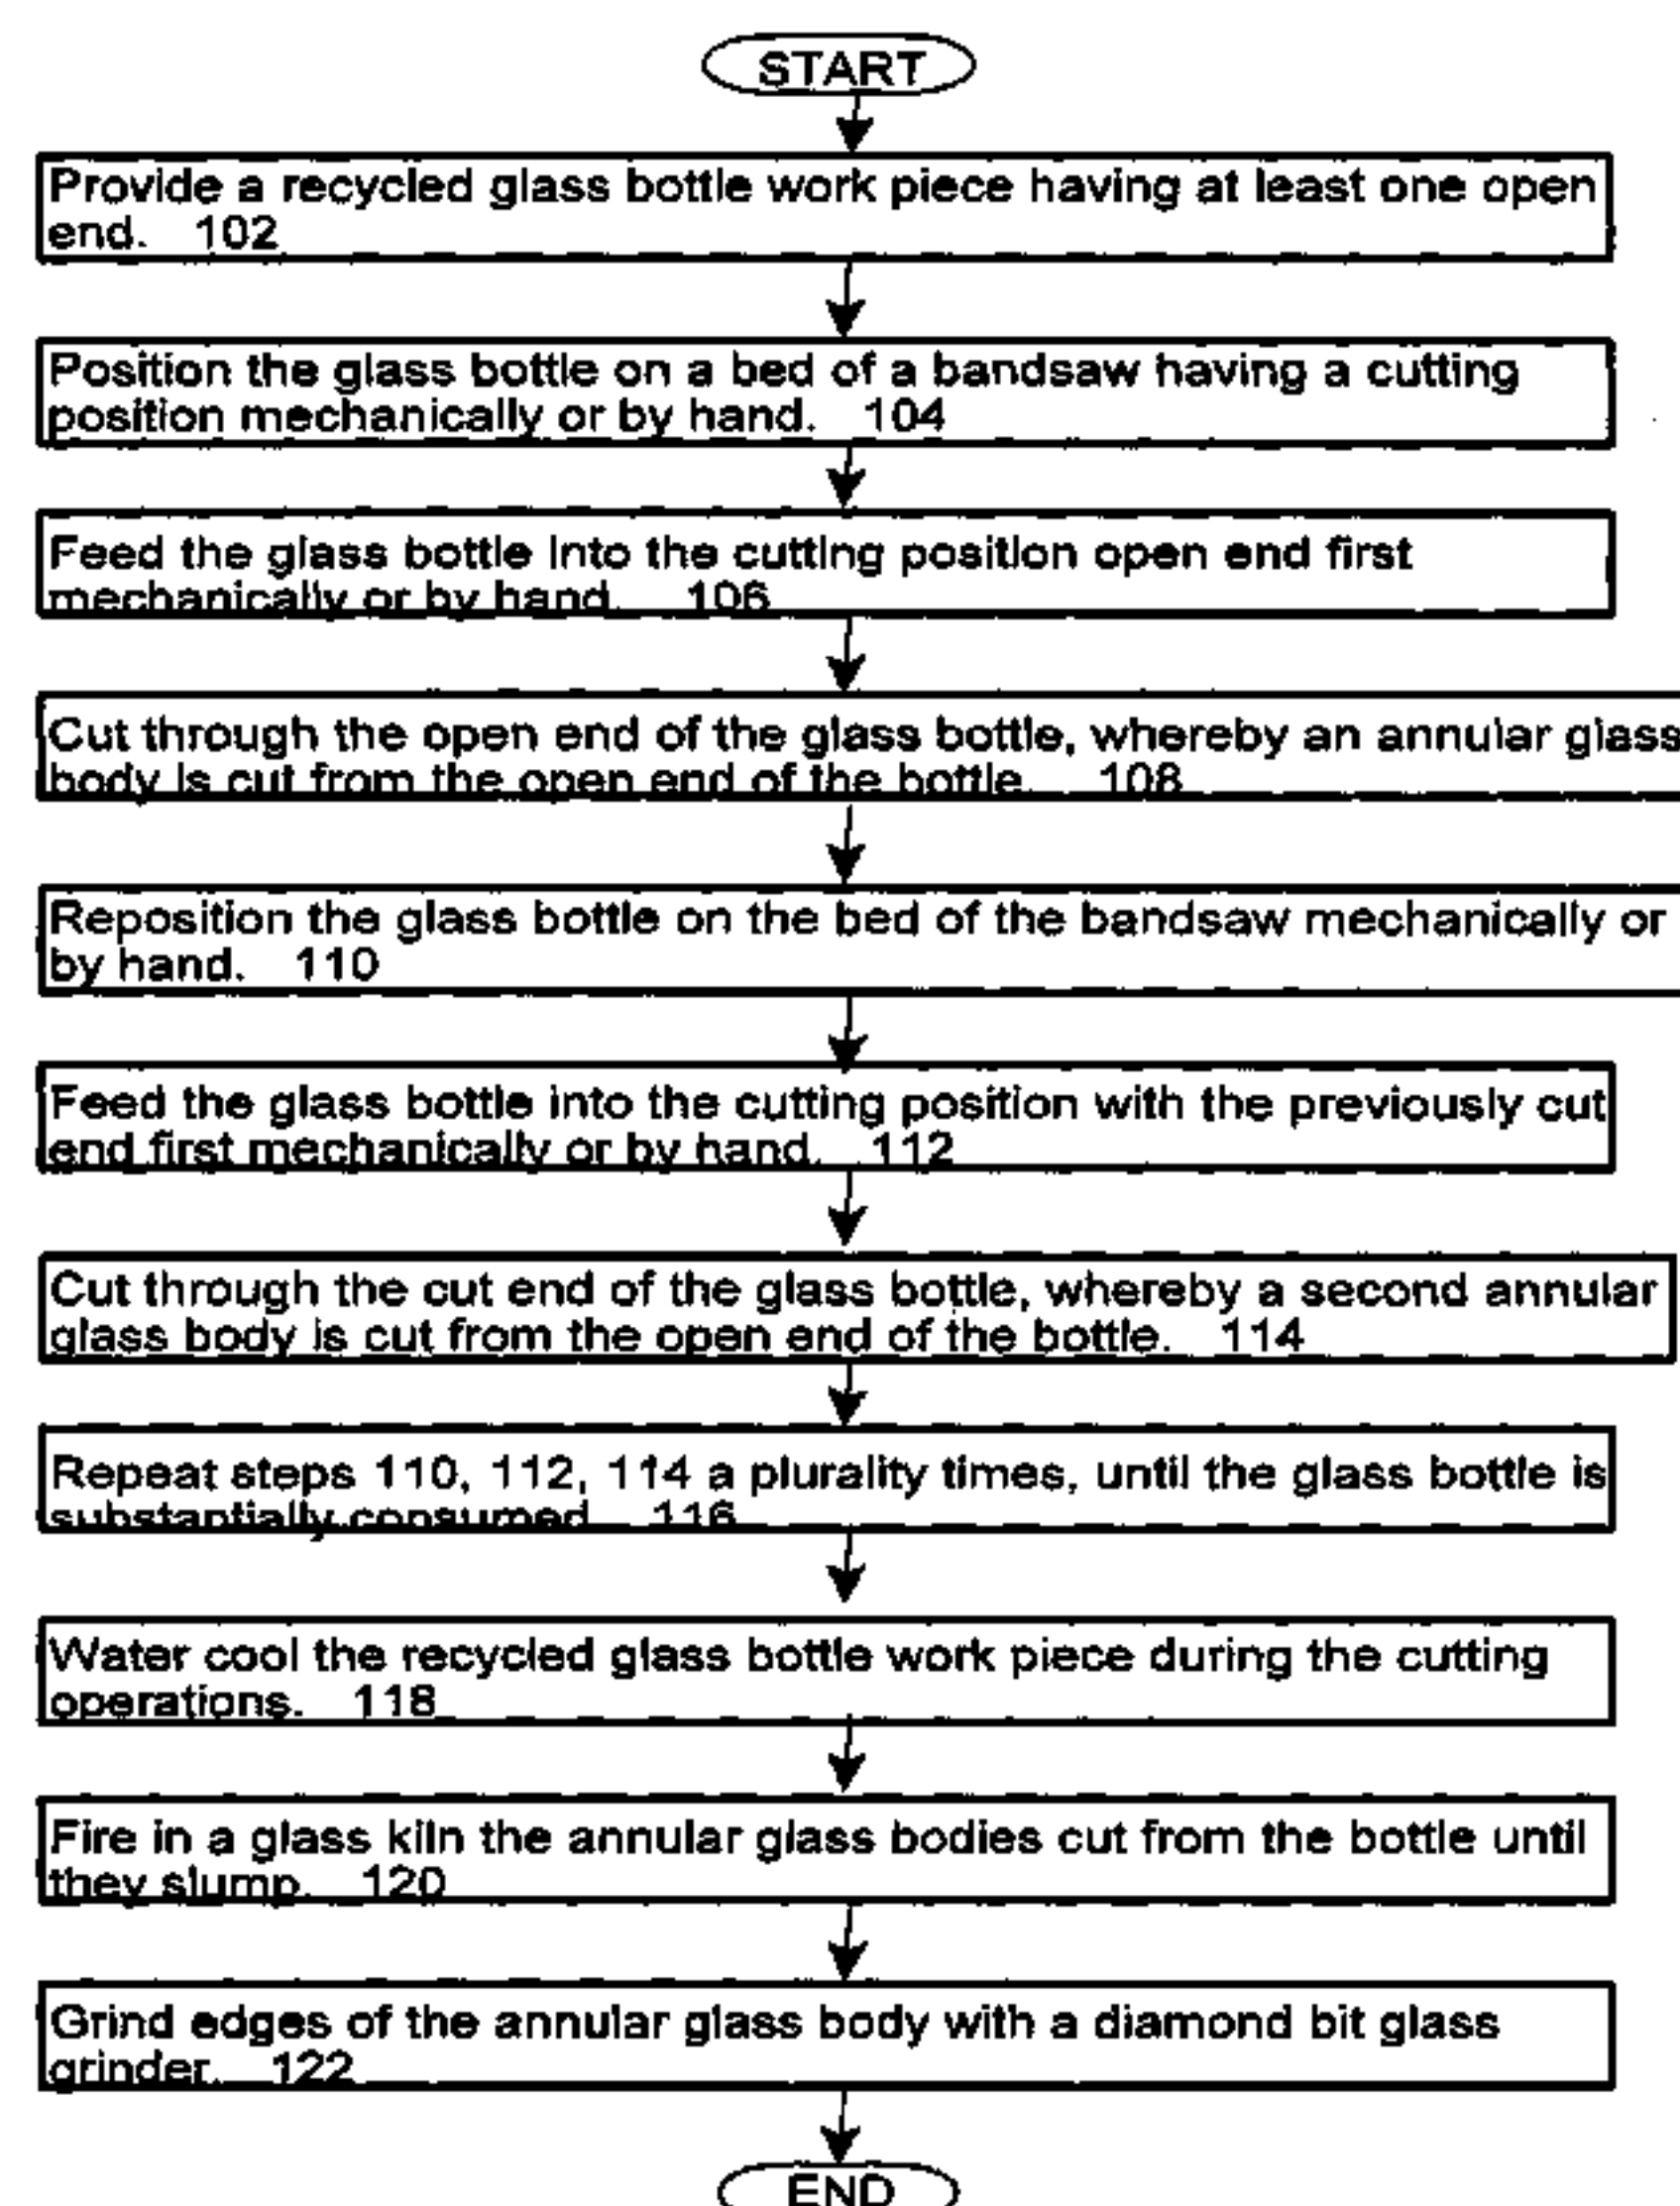 START
Provide a recycled glass bottle work piece having at least one open
end. 102
Position the glass bottle on a bed of a bandsaw having a cutting
position mechanically or by hand. 104
Feed the glass bottle into the cutting position open end first
mechanically or by hand. 106
Cut through the open end of the glass bottle, whereby an annular glass
body is cut from the open end of the bottle. 108
Reposition the glass bottle on the bed of the bandsaw mechanically or
by hand. 110
Feed the glass bottle into the cutting position with the previously cut
end first mechanically or by hand. 112
Cut through the cut end of the glass bottle, whereby a second annular
glass body is cut from the open end of the bottle. 114
Repeat steps 110, 112, 114 a plurality times, until the glass bottle is
substantially consumed. 116
Water cool the recycled glass bottle work piece during the cutting
operations. 118
Fire in a glass kiln the annular glass bodies cut from the bottle until
they slump. 120
Grind edges of the annular glass body with a diamond bit glass
grinder. 122
END